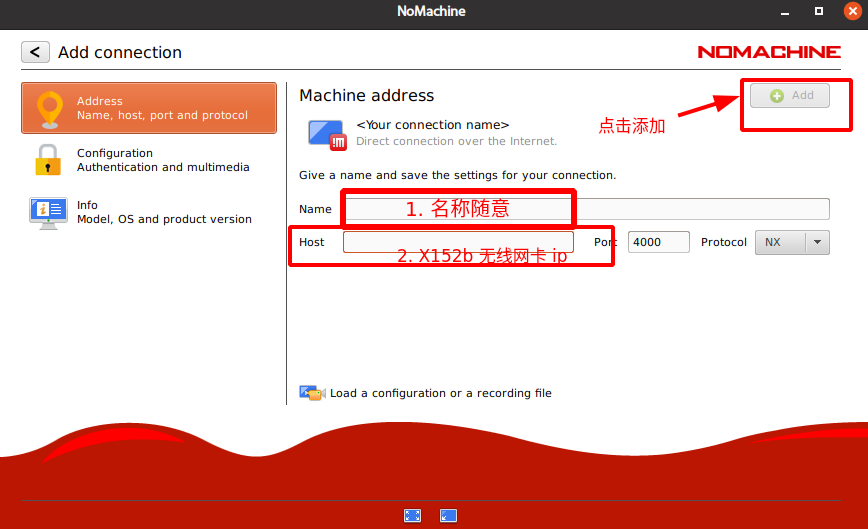 NoMachine
< Add connection
NOMACHINE
Address
Name, host, port and protocol
Configuration
Authentication and multimedia
Info
Model, OS and product version
Machine address
Add
点击添加
<Your connection name>
Direct connection over the Internet.
Give a name and save the settings for your connection.
Name 1. 名称随意
Host Port 4000 Protocol NX
2. X152b 无线网卡 ip
Load a configuration or a recording file